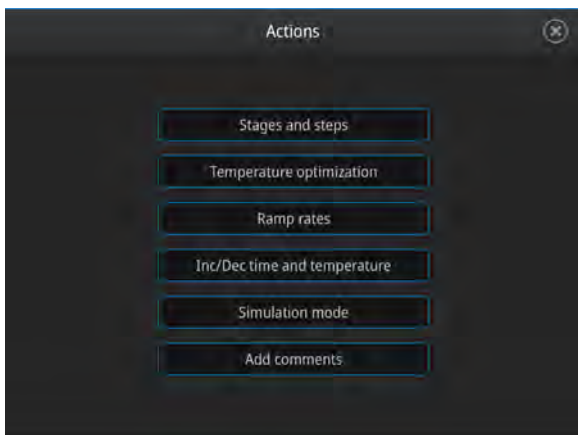 Actions
Stages and steps
Temperature optimization
Ramp rates
Inc/Dec time and temperature
Simulation mode
Add comments